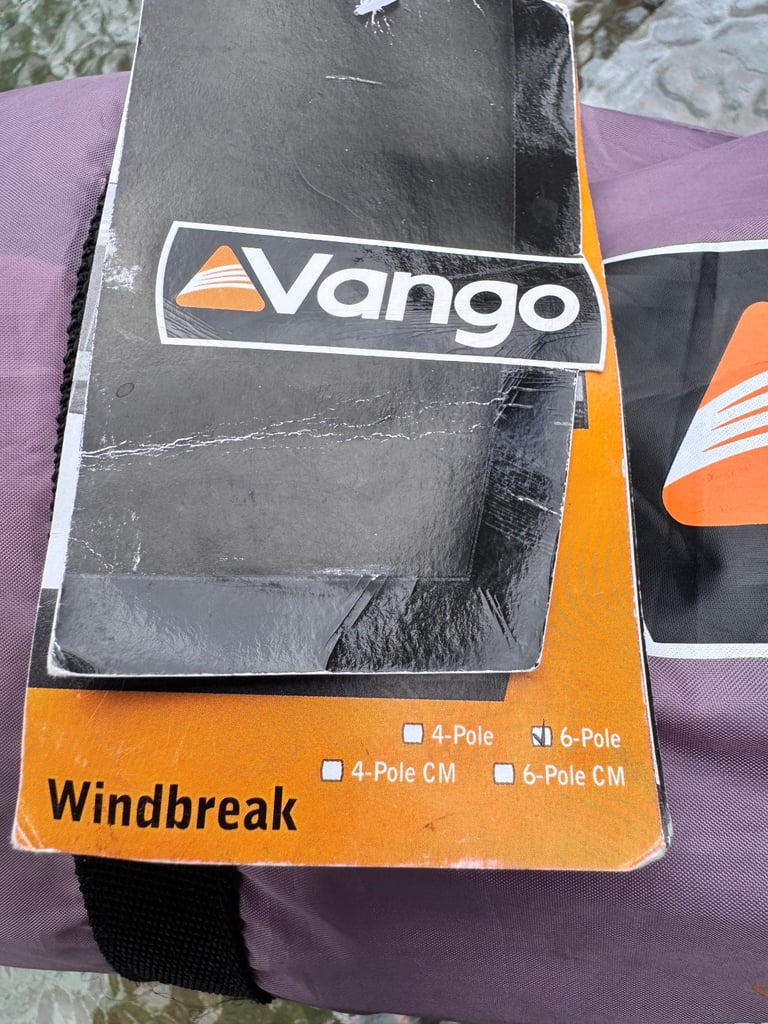 Vango
4-Pole 6-Pole
4-Pole CM 6-Pole CM
Windbreak